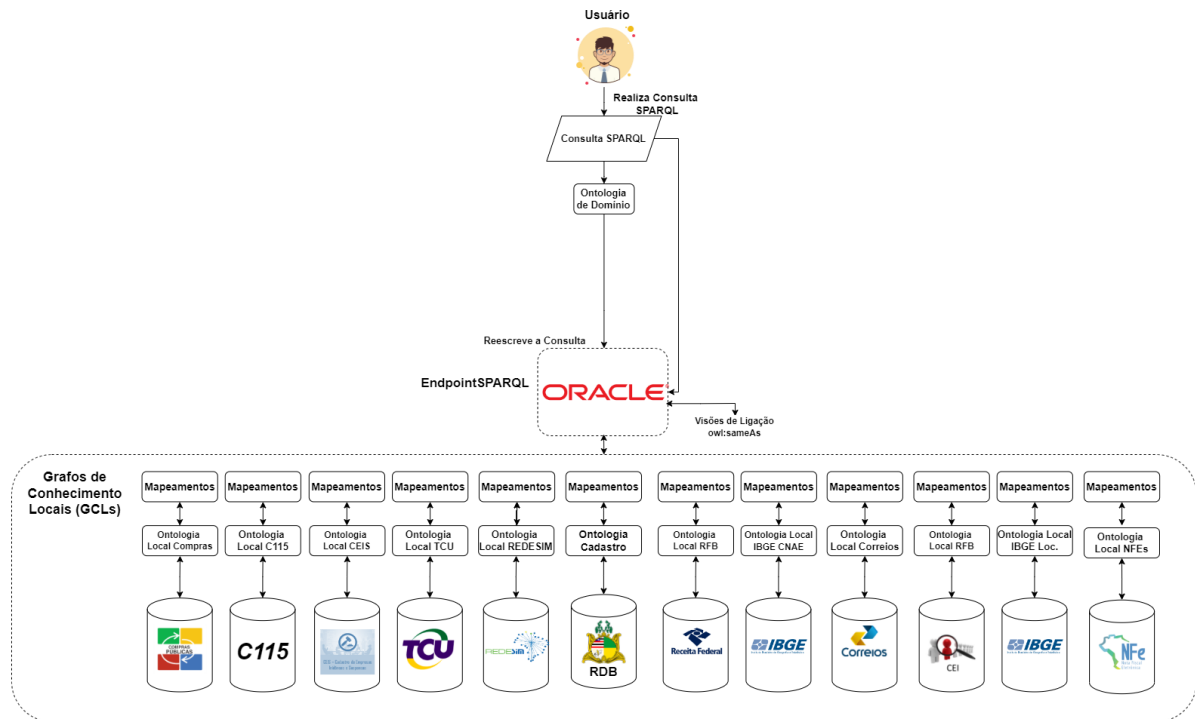 Usuário
Realiza Consulta
SPARQL
Consulta SPARQL
Ontologia
de Domínio
Reescreve a Consulta
EndpointSPARQL
ORACLE
Visões de Ligação
owl:sameAs
Grafos de
Conhecimento
Locais (GCLs)
Mapeamentos
Mapeamentos
Mapeamentos
Mapeamentos
Mapeamentos
Mapeamentos
Mapeamentos
Mapeamentos
Mapeamentos
Mapeamentos
Mapeamentos
Mapeamentos
Ontologia
Local Compras
Ontologia
Local C115
Ontologia
Local CEIS
Ontologia
Local TCU
Ontologia
Local REDESIM
Ontologia
Cadastro
Ontologia
Local RFB
Ontologia Local
IBGE CNAE
Ontologia
Local Correios
Ontologia
Local RFB
Ontologia Local
IBGE Loc.
Ontologia
Local NFEs
COMPRAS
PÚBLICAS
C115
TCU
REDESIM
RDB
Receita Federal
IBGE
Correios
CEI
IBGE
NFe
Nota Fiscal
Eletrônica